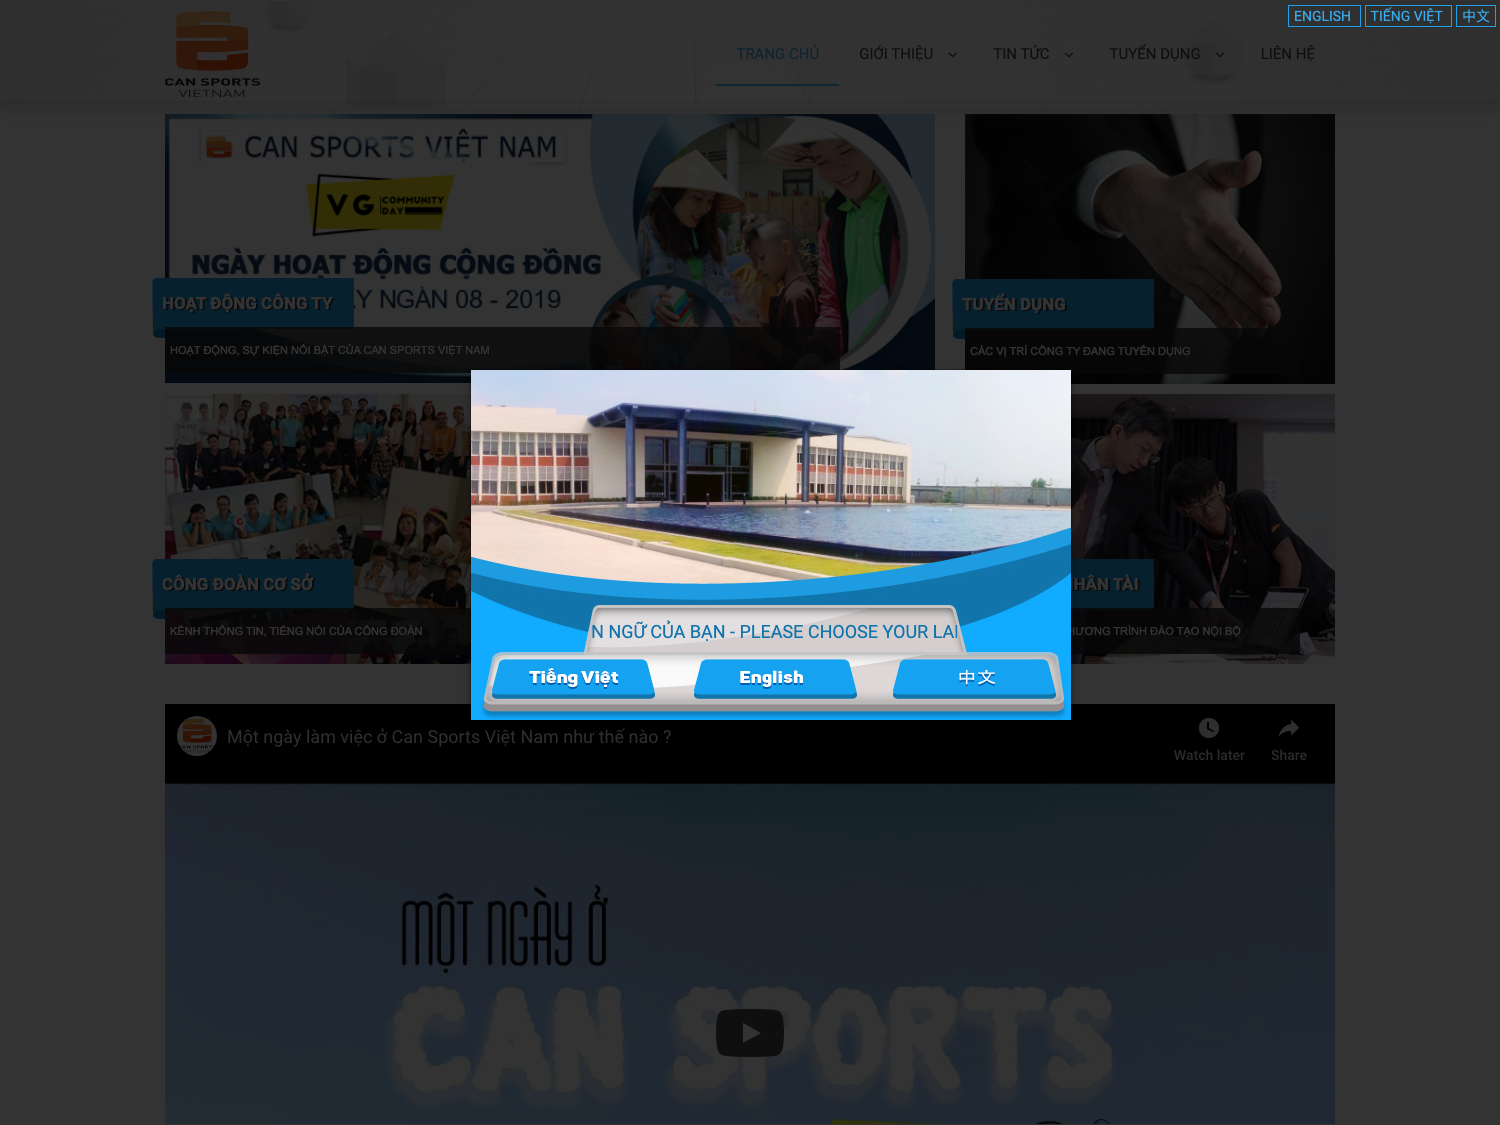 ENGLISH
TIẾNG VIỆT
中文
CAN SPORTS
VIETNAM
TRANG CHỦ
GIỚI THIỆU
TIN TỨC
TUYỂN DỤNG
LIÊN HỆ
CAN SPORTS VIỆT NAM
VG COMMUNITY DAY
NGÀY HOẠT ĐỘNG CỘNG ĐỒNG
Y NGÀN 08 - 2019
HOẠT ĐỘNG CÔNG TY
HOẠT ĐỘNG, SỰ KIỆN NỔI BẬT CỦA CAN SPORTS VIỆT NAM
TUYỂN DỤNG
CÁC VỊ TRÍ CÔNG TY ĐANG TUYỂN DỤNG
CÔNG ĐOÀN CƠ SỞ
KÊNH THÔNG TIN, TIẾNG NÓI CỦA CÔNG ĐOÀN
HÂN TÀI
HƯƠNG TRÌNH ĐÀO TẠO NỘI BỘ
N NGỮ CỦA BẠN - PLEASE CHOOSE YOUR LAN
Tiếng Việt
English
中文
Một ngày làm việc ở Can Sports Việt Nam như thế nào ?
Watch later
Share
MỘT NGÀY Ở
CAN SPORTS